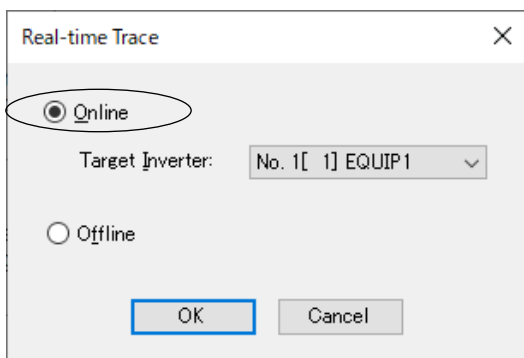 Real-time Trace
Online
Target Inverter: No. 1[ 1] EQUIP1
Offline
OK Cancel